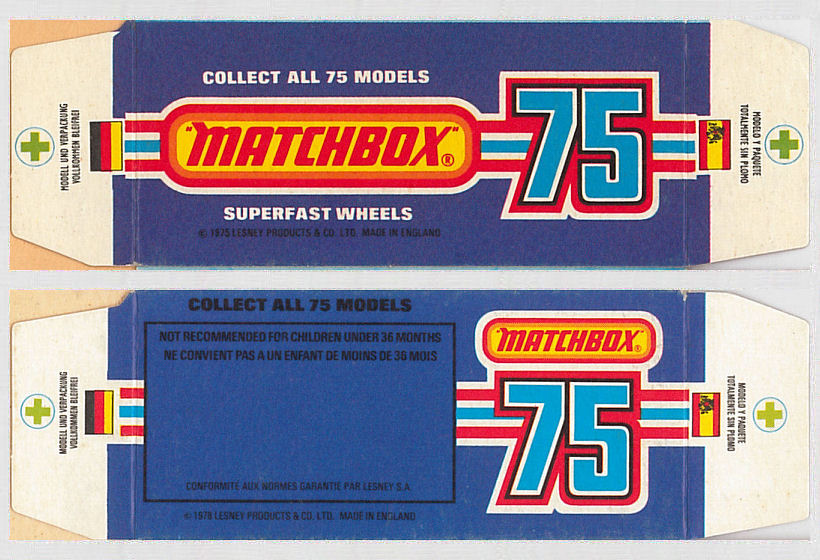 COLLECT ALL 75 MODELS
"MATCHBOX"®
75
SUPERFAST WHEELS
© 1975 LESNEY PRODUCTS & CO. LTD. MADE IN ENGLAND
MODELL UND VERPACKUNG
VOLLKOMMEN BLEIFREI
MODELO Y PAQUETE
TOTALMENTE SIN PLOMO
COLLECT ALL 75 MODELS
NOT RECOMMENDED FOR CHILDREN UNDER 36 MONTHS
NE CONVIENT PAS A UN ENFANT DE MOINS DE 36 MOIS
CONFORMITÉ AUX NORMES GARANTIE PAR LESNEY S.A.
© 1978 LESNEY PRODUCTS & CO. LTD. MADE IN ENGLAND
"MATCHBOX"®
75
MODELL UND VERPACKUNG
VOLLKOMMEN BLEIFREI
MODELO Y PAQUETE
TOTALMENTE SIN PLOMO